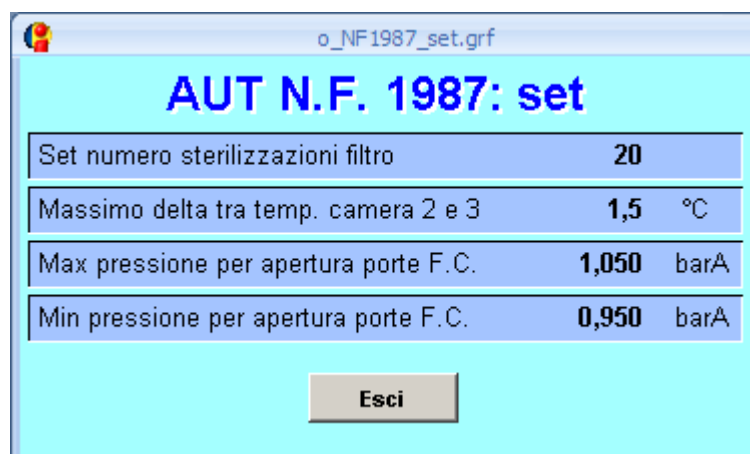 o_NF1987_set.grf
AUT N.F. 1987: set
Set numero sterilizzazioni filtro 20
Massimo delta tra temp. camera 2 e 3 1,5 °C
Max pressione per apertura porte F.C. 1,050 barA
Min pressione per apertura porte F.C. 0,950 barA
Esci